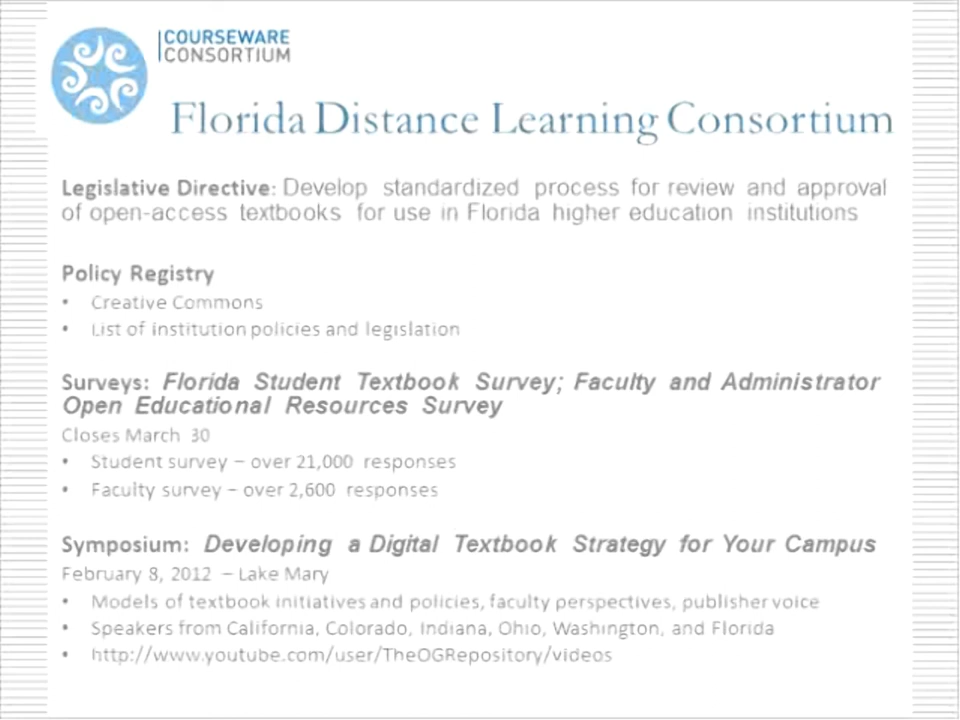 COURSEWARE
CONSORTIUM
Florida Distance Learning Consortium
Legislative Directive: Develop standardized process for review and approval
of open-access textbooks for use in Florida higher education institutions
Policy Registry
• Creative Commons
• List of institution policies and legislation
Surveys: Florida Student Textbook Survey; Faculty and Administrator
Open Educational Resources Survey
Closes March 30
• Student survey – over 21,000 responses
• Faculty survey – over 2,600 responses
Symposium: Developing a Digital Textbook Strategy for Your Campus
February 8, 2012 – Lake Mary
• Models of textbook initiatives and policies, faculty perspectives, publisher voice
• Speakers from California, Colorado, Indiana, Ohio, Washington, and Florida
• http://www.youtube.com/user/TheOGRepository/videos